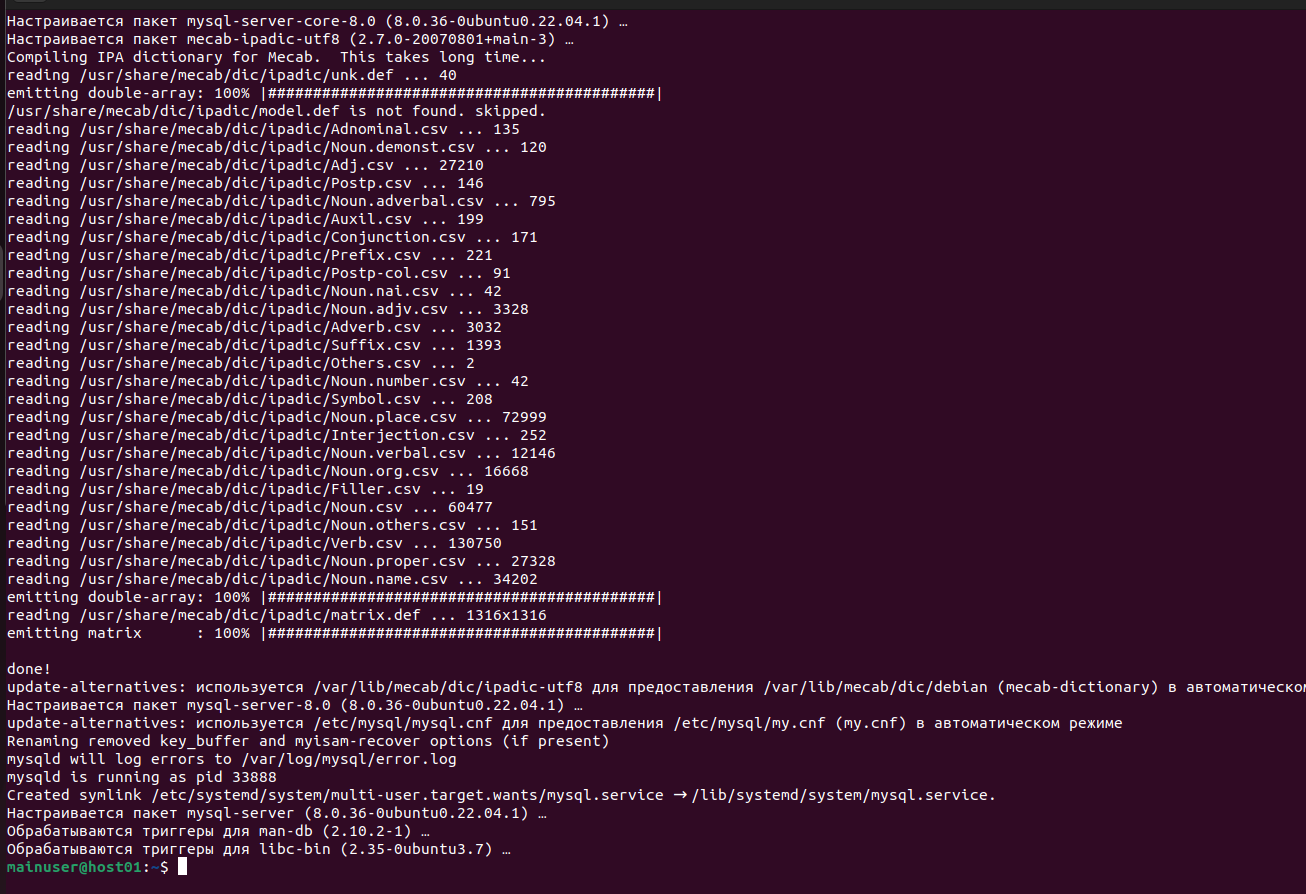 Настраивается пакет mysql-server-core-8.0 (8.0.36-0ubuntu0.22.04.1) …
Настраивается пакет mecab-ipadic-utf8 (2.7.0-20070801+main-3) …
Compiling IPA dictionary for Mecab.  This takes long time...
reading /usr/share/mecab/dic/ipadic/unk.def ... 40
emitting double-array: 100% |###########################################|
/usr/share/mecab/dic/ipadic/model.def is not found. skipped.
reading /usr/share/mecab/dic/ipadic/Adnominal.csv ... 135
reading /usr/share/mecab/dic/ipadic/Noun.demonst.csv ... 120
reading /usr/share/mecab/dic/ipadic/Adj.csv ... 27210
reading /usr/share/mecab/dic/ipadic/Postp.csv ... 146
reading /usr/share/mecab/dic/ipadic/Noun.adverbal.csv ... 795
reading /usr/share/mecab/dic/ipadic/Auxil.csv ... 199
reading /usr/share/mecab/dic/ipadic/Conjunction.csv ... 171
reading /usr/share/mecab/dic/ipadic/Prefix.csv ... 221
reading /usr/share/mecab/dic/ipadic/Postp-col.csv ... 91
reading /usr/share/mecab/dic/ipadic/Noun.nai.csv ... 42
reading /usr/share/mecab/dic/ipadic/Noun.adjv.csv ... 3328
reading /usr/share/mecab/dic/ipadic/Adverb.csv ... 3032
reading /usr/share/mecab/dic/ipadic/Suffix.csv ... 1393
reading /usr/share/mecab/dic/ipadic/Others.csv ... 2
reading /usr/share/mecab/dic/ipadic/Noun.number.csv ... 42
reading /usr/share/mecab/dic/ipadic/Symbol.csv ... 208
reading /usr/share/mecab/dic/ipadic/Noun.place.csv ... 72999
reading /usr/share/mecab/dic/ipadic/Interjection.csv ... 252
reading /usr/share/mecab/dic/ipadic/Noun.verbal.csv ... 12146
reading /usr/share/mecab/dic/ipadic/Noun.org.csv ... 16668
reading /usr/share/mecab/dic/ipadic/Filler.csv ... 19
reading /usr/share/mecab/dic/ipadic/Noun.csv ... 60477
reading /usr/share/mecab/dic/ipadic/Noun.others.csv ... 151
reading /usr/share/mecab/dic/ipadic/Verb.csv ... 130750
reading /usr/share/mecab/dic/ipadic/Noun.proper.csv ... 27328
reading /usr/share/mecab/dic/ipadic/Noun.name.csv ... 34202
emitting double-array: 100% |###########################################|
reading /usr/share/mecab/dic/ipadic/matrix.def ... 1316x1316
emitting matrix      : 100% |###########################################|
done!
update-alternatives: используется /var/lib/mecab/dic/ipadic-utf8 для предоставления /var/lib/mecab/dic/debian (mecab-dictionary) в автоматическом
Настраивается пакет mysql-server-8.0 (8.0.36-0ubuntu0.22.04.1) …
update-alternatives: используется /etc/mysql/mysql.cnf для предоставления /etc/mysql/my.cnf (my.cnf) в автоматическом режиме
Renaming removed key_buffer and myisam-recover options (if present)
mysqld will log errors to /var/log/mysql/error.log
mysqld is running as pid 33888
Created symlink /etc/systemd/system/multi-user.target.wants/mysql.service → /lib/systemd/system/mysql.service.
Настраивается пакет mysql-server (8.0.36-0ubuntu0.22.04.1) …
Обрабатываются триггеры для man-db (2.10.2-1) …
Обрабатываются триггеры для libc-bin (2.35-0ubuntu3.7) …
mainuser@host01:~$